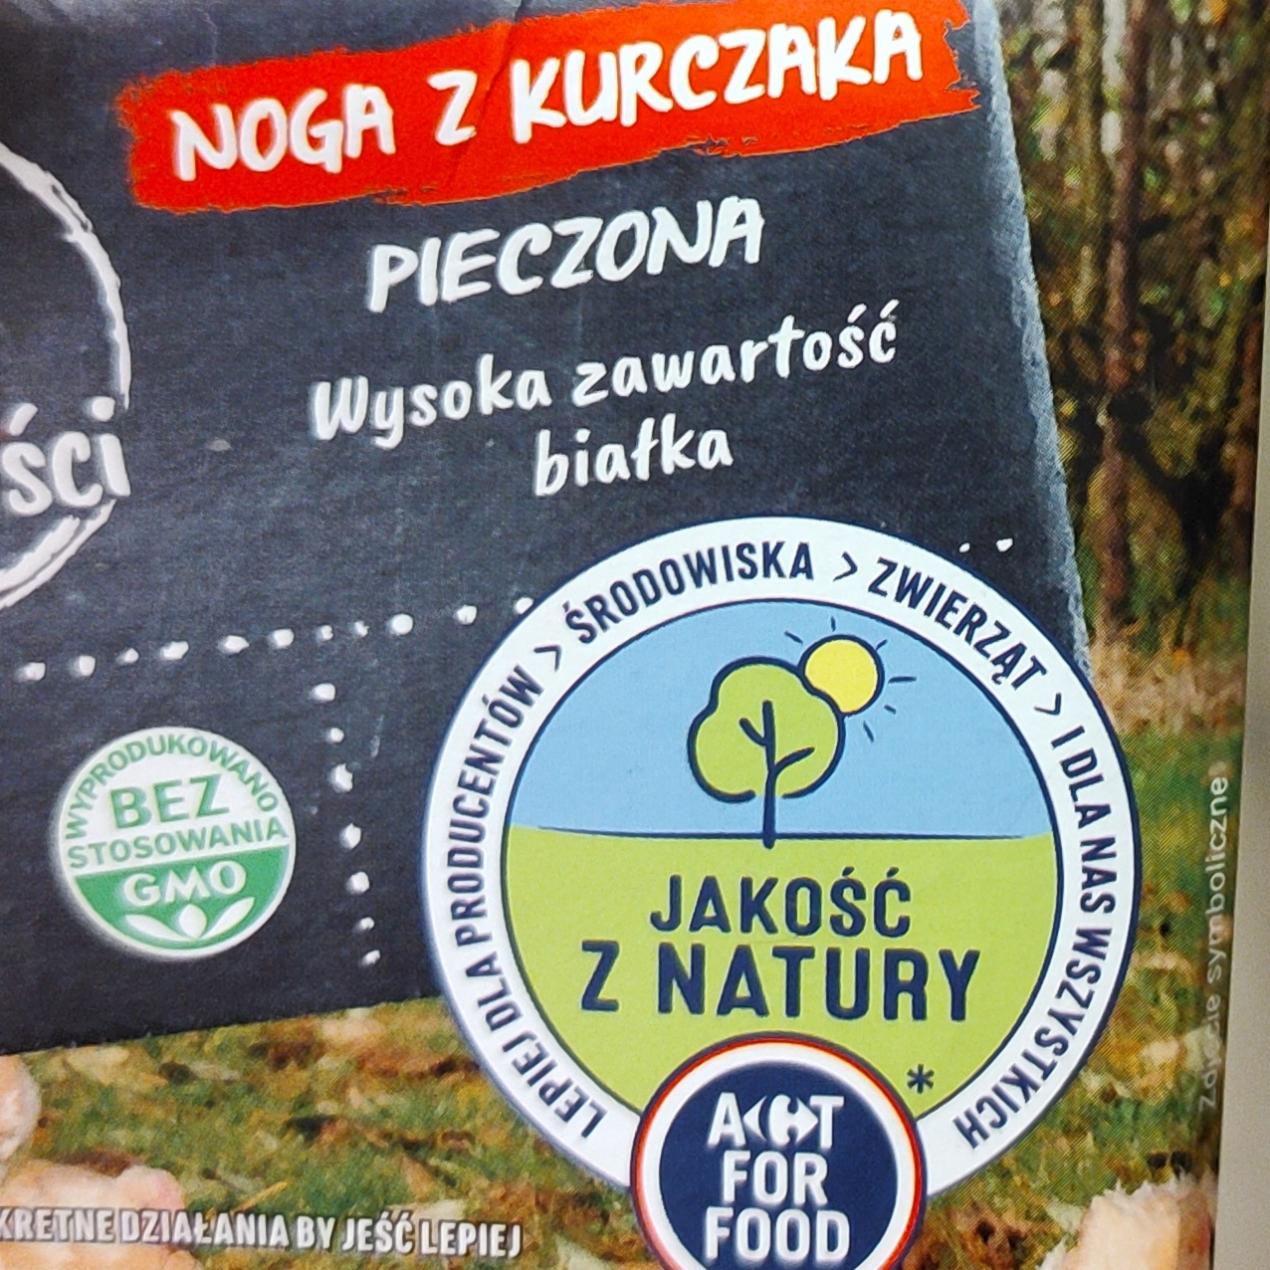 NOGA Z KURCZAKA
PIECZONA
Wysoka zawartość
białka
ści
WYPRODUKOWANO
BEZ
STOSOWANIA
GMO
LEPIEJ DLA PRODUCENTÓW > ŚRODOWISKA > ZWIERZĄT > I DLA NAS WSZYSTKICH
JAKOŚĆ
Z NATURY
*
ACT
FOR
FOOD
KRETNE DZIAŁANIA BY JEŚĆ LEPIEJ
Zdjęcie symboliczne